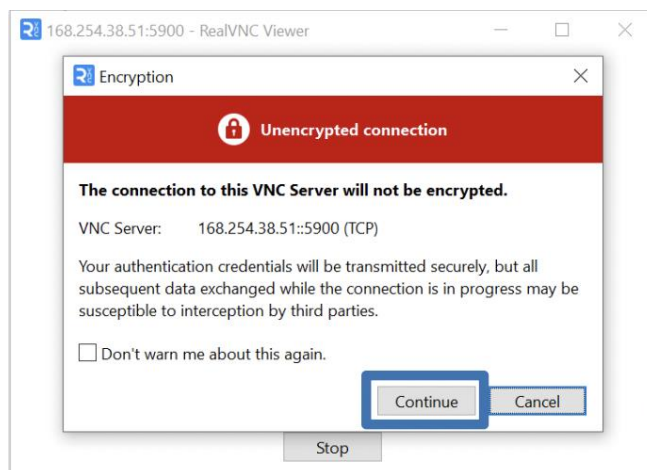 168.254.38.51:5900 - RealVNC Viewer
Encryption
Unencrypted connection
The connection to this VNC Server will not be encrypted.
VNC Server: 168.254.38.51::5900 (TCP)
Your authentication credentials will be transmitted securely, but all
subsequent data exchanged while the connection is in progress may be
susceptible to interception by third parties.
Don't warn me about this again.
Continue Cancel
Stop